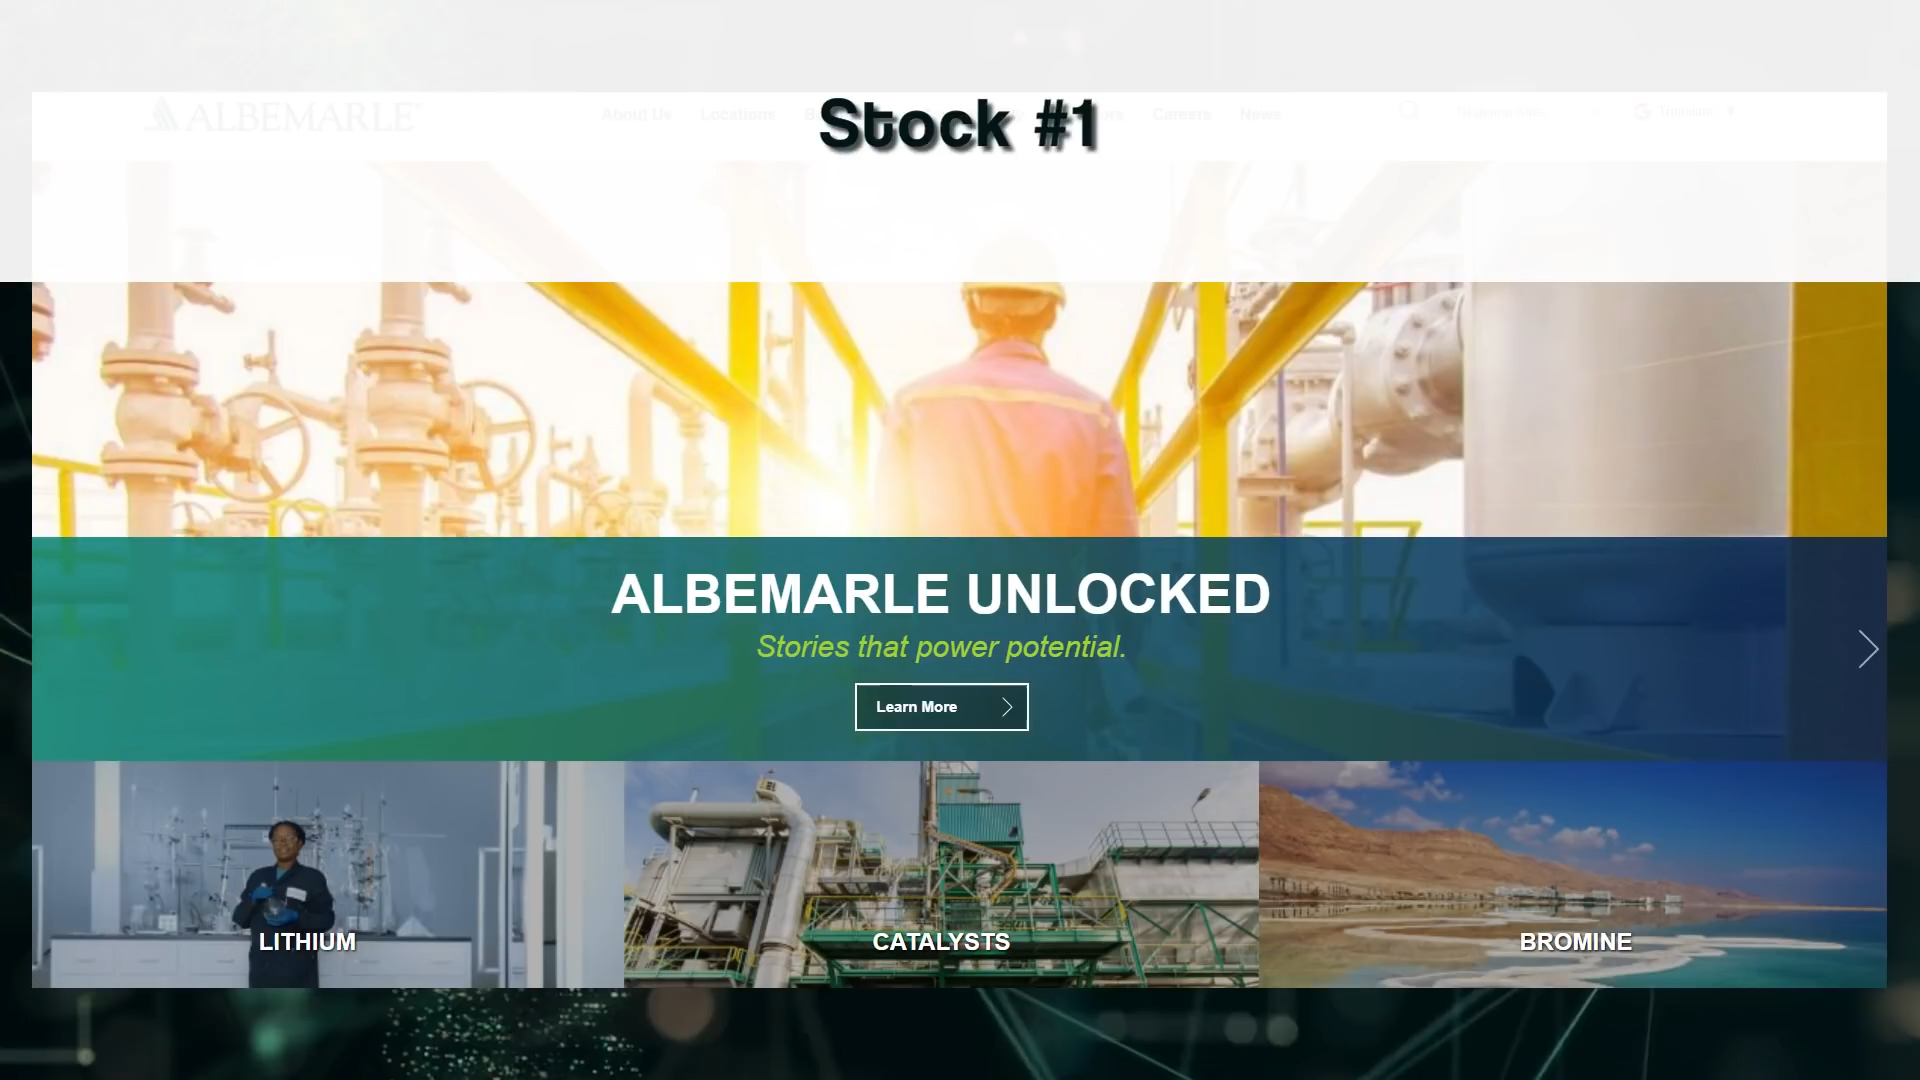 ALBEMARLE
About Us Locations
Careers News
Stock #1
ALBEMARLE UNLOCKED
Stories that power potential.
Learn More
LITHIUM
CATALYSTS
BROMINE